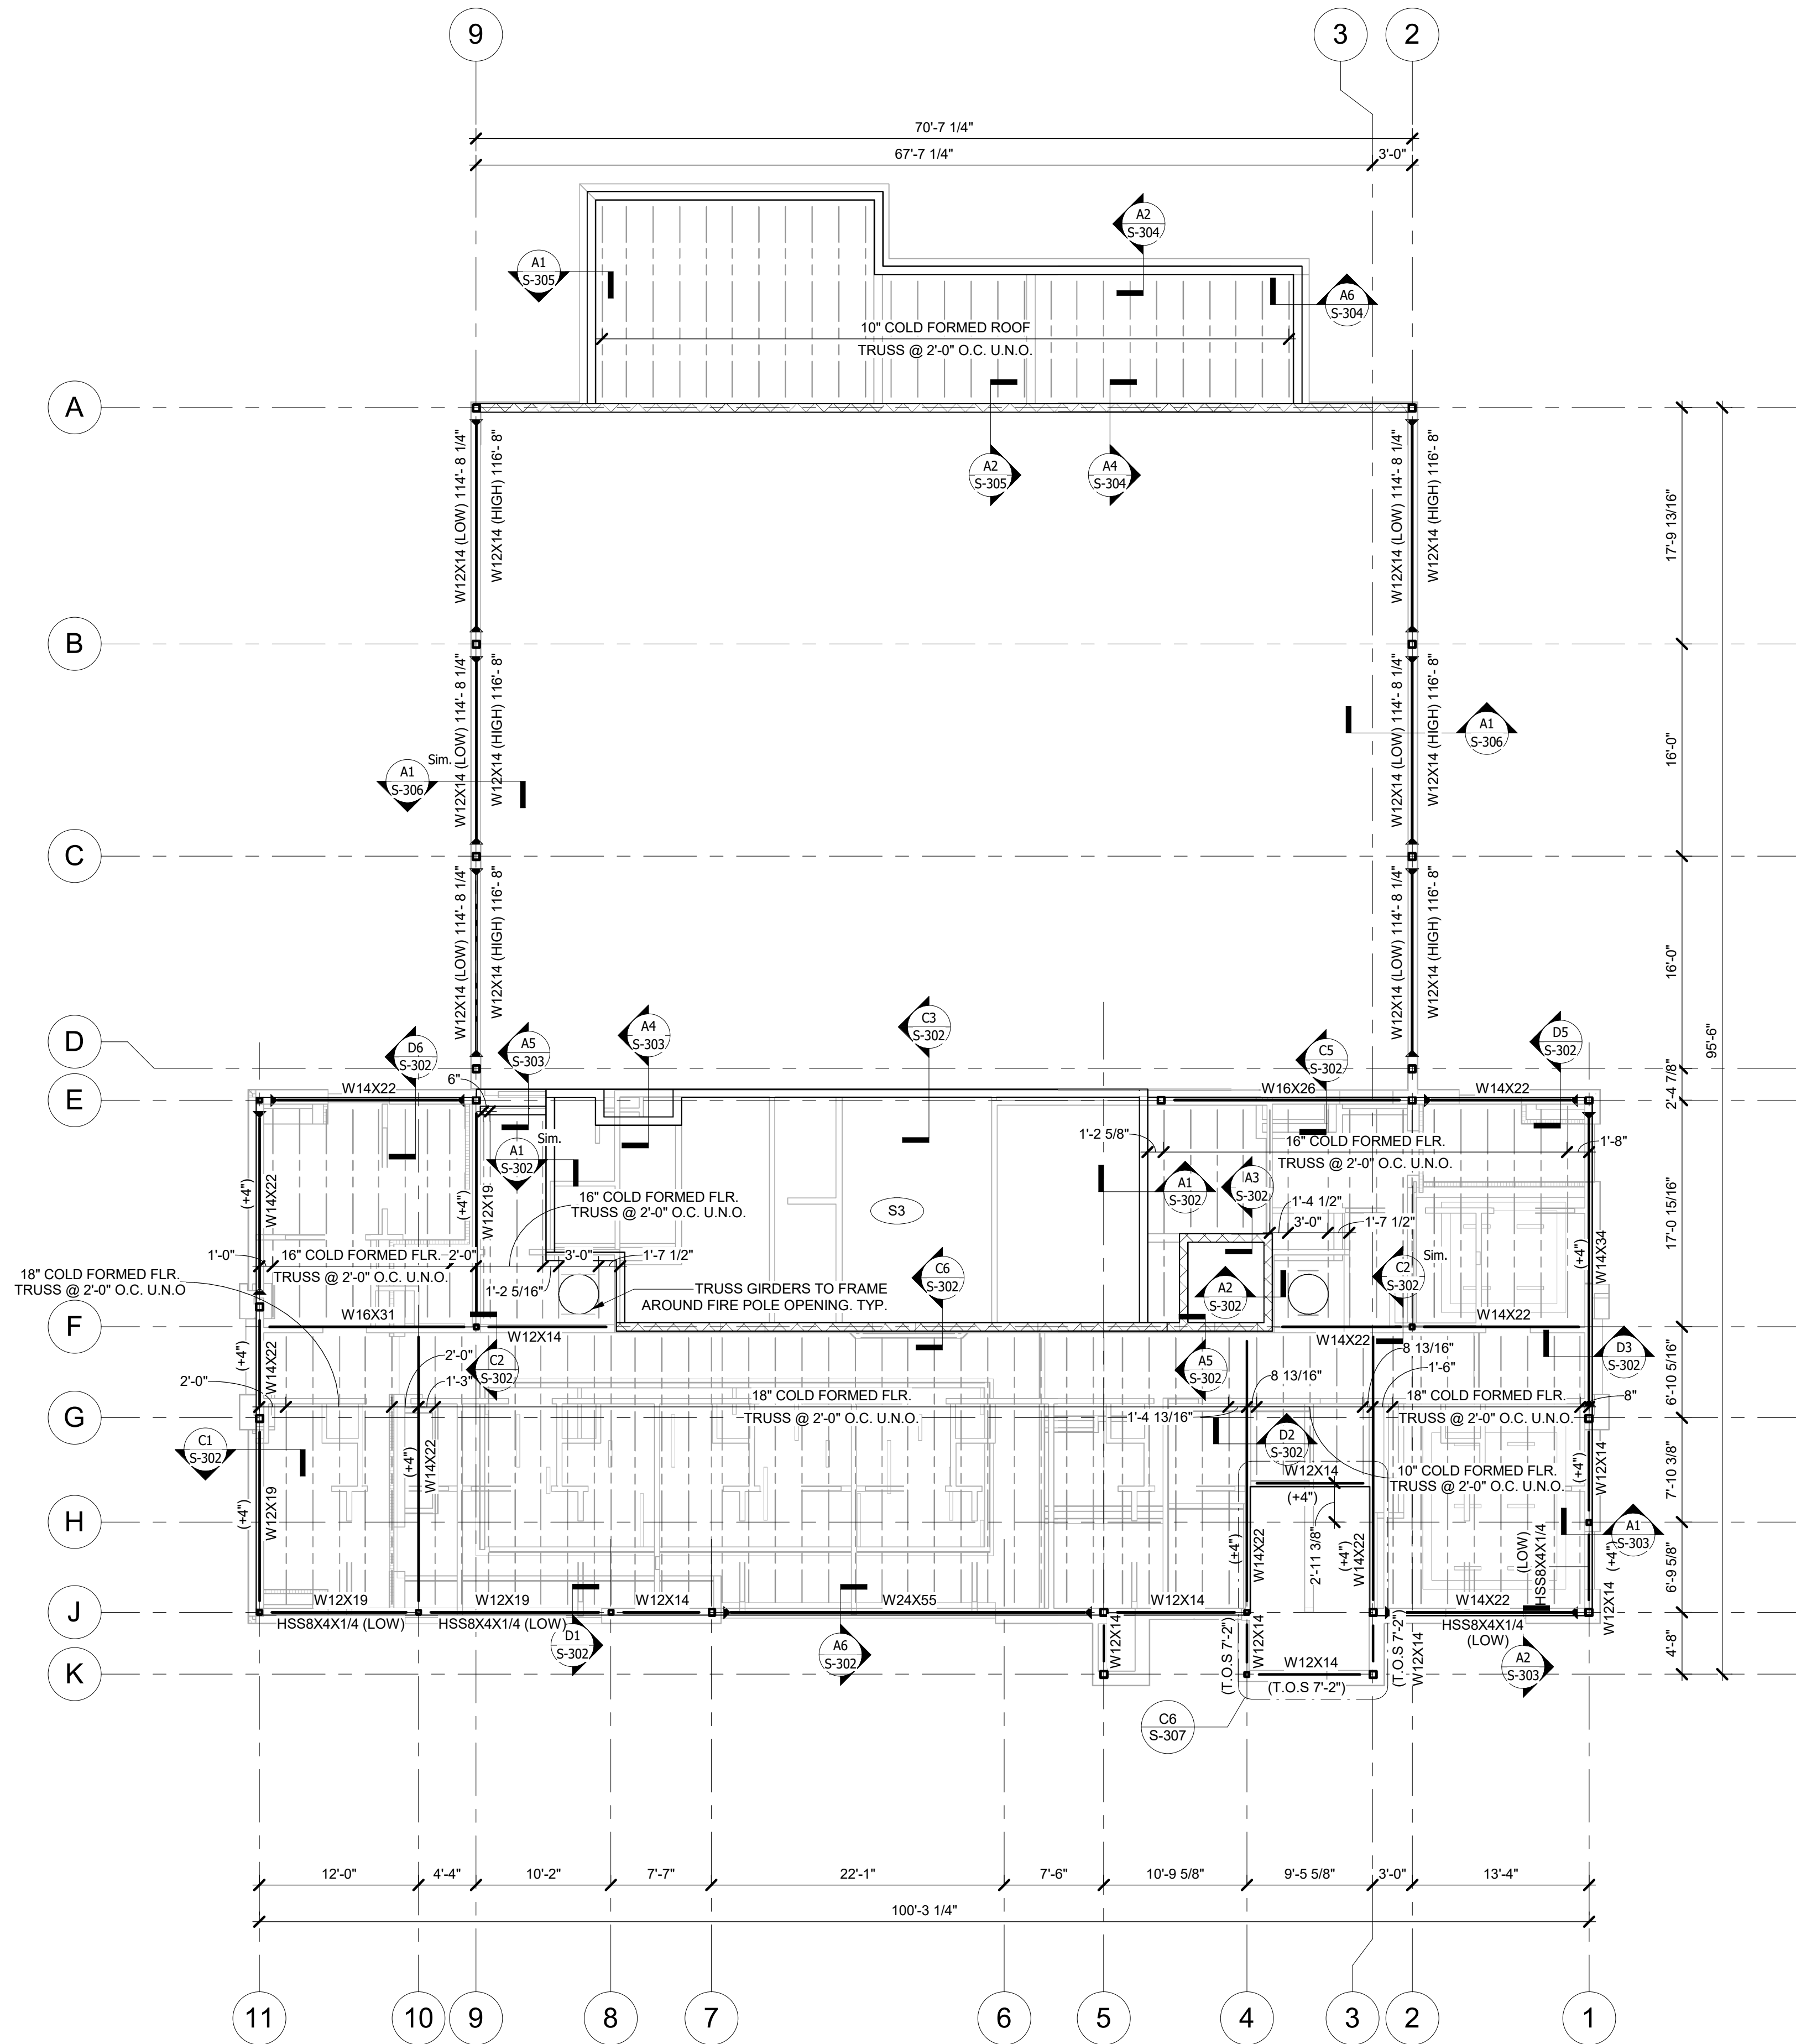 9
3
2
70'-7 1/4"
67'-7 1/4"
3'-0"
A2
S-304
A1
S-305
A6
S-304
10" COLD FORMED ROOF
TRUSS @ 2'-0" O.C. U.N.O.
A
A2
S-305
A4
S-304
W12X14 (LOW) 114'- 8 1/4"
W12X14 (HIGH) 116'- 8"
W12X14 (LOW) 114'- 8 1/4"
W12X14 (HIGH) 116'- 8"
17'-9 13/16"
B
W12X14 (LOW) 114'- 8 1/4"
W12X14 (HIGH) 116'- 8"
W12X14 (LOW) 114'- 8 1/4"
W12X14 (HIGH) 116'- 8"
16'-0"
A1
S-306
Sim.
A1
S-306
C
W12X14 (LOW) 114'- 8 1/4"
W12X14 (HIGH) 116'- 8"
W12X14 (LOW) 114'- 8 1/4"
W12X14 (HIGH) 116'- 8"
16'-0"
95'-6"
D
D6
S-302
A5
S-303
A4
S-303
C3
S-302
C5
S-302
D5
S-302
2'-4 7/8"
E
W14X22
6"
W16X26
W14X22
1'-2 5/8"
16" COLD FORMED FLR.
TRUSS @ 2'-0" O.C. U.N.O.
1'-8"
Sim.
A1
S-302
(+4")
W14X22
(+4")
W12X19
16" COLD FORMED FLR.
TRUSS @ 2'-0" O.C. U.N.O.
S3
A1
S-302
A3
S-302
1'-4 1/2"
3'-0"
1'-7 1/2"
17'-0 15/16"
1'-0"
16" COLD FORMED FLR.
TRUSS @ 2'-0" O.C. U.N.O.
2'-0"
3'-0"
1'-7 1/2"
1'-2 5/16"
18" COLD FORMED FLR.
TRUSS @ 2'-0" O.C. U.N.O
TRUSS GIRDERS TO FRAME
AROUND FIRE POLE OPENING. TYP.
C6
S-302
A2
S-302
Sim.
C2
S-302
(+4")
W14X34
F
W16X31
W12X14
W14X22
W14X22
D3
S-302
(+4")
W14X22
2'-0"
1'-3"
C2
S-302
A5
S-302
8 13/16"
8 13/16"
1'-6"
6'-10 5/16"
2'-0"
18" COLD FORMED FLR.
TRUSS @ 2'-0" O.C. U.N.O.
18" COLD FORMED FLR.
TRUSS @ 2'-0" O.C. U.N.O.
8"
G
1'-4 13/16"
C1
S-302
(+4")
W14X22
D2
S-302
W12X14
(+4")
10" COLD FORMED FLR.
TRUSS @ 2'-0" O.C. U.N.O.
(+4")
W12X14
7'-10 3/8"
(+4")
W12X19
H
(+4")
W14X22
2'-11 3/8"
(+4")
W14X22
(LOW)
HSS8X4X1/4
A1
S-303
(+4")
W12X14
6'-9 5/8"
J
W12X19
HSS8X4X1/4 (LOW)
W12X19
HSS8X4X1/4 (LOW)
W12X14
W24X55
W12X14
W14X22
HSS8X4X1/4
(LOW)
D1
S-302
A6
S-302
W12X14
(T.O.S 7'-2")
W12X14
(T.O.S 7'-2")
W12X14
A2
S-303
4'-8"
K
W12X14
(T.O.S 7'-2")
C6
S-307
12'-0"
4'-4"
10'-2"
7'-7"
22'-1"
7'-6"
10'-9 5/8"
9'-5 5/8"
3'-0"
13'-4"
100'-3 1/4"
11
10
9
8
7
6
5
4
3
2
1